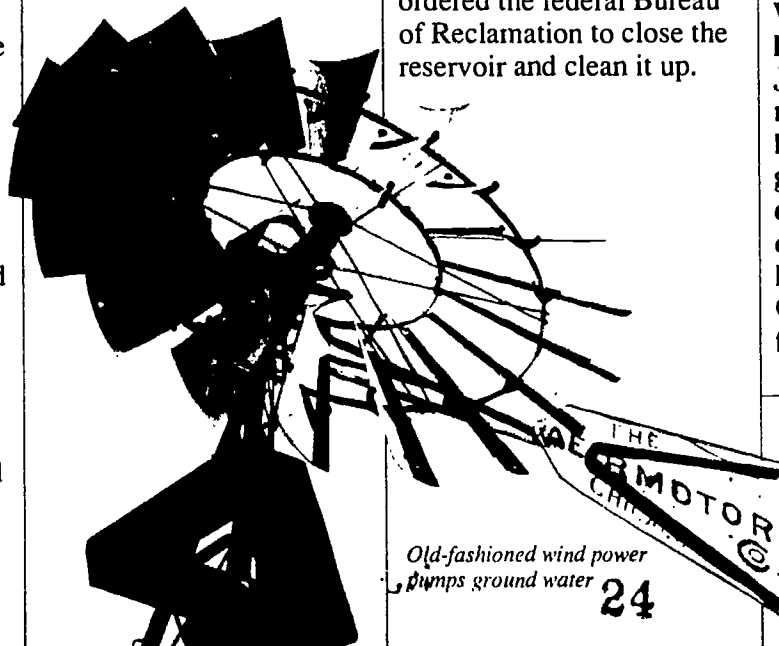 ordered the federal Bureau
of Reclamation to close the
reservoir and clean it up.
THE
AERMOTOR
Old-fashioned wind power
pumps ground water
24